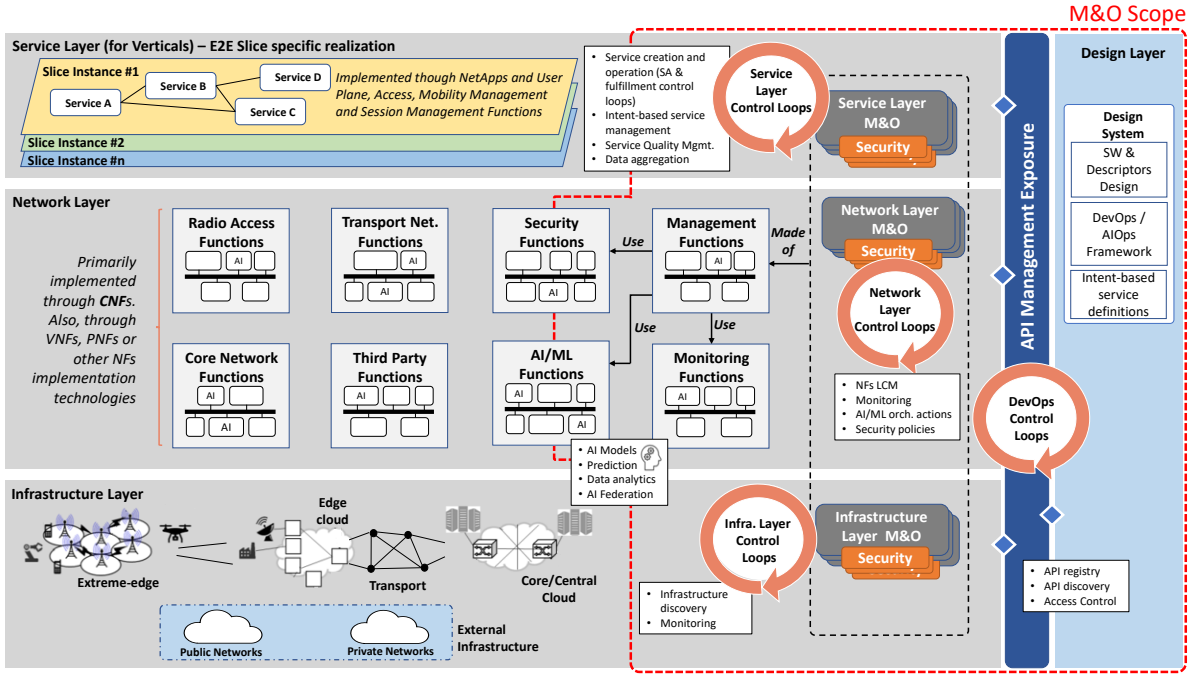 M&O Scope
Service Layer (for Verticals) – E2E Slice specific realization
Slice Instance #1
Service A
Service B
Service D
Service C
Implemented though NetApps and User
Plane, Access, Mobility Management
and Session Management Functions
Slice Instance #2
Slice Instance #n
• Service creation and
operation (SA &
fulfillment control
loops)
• Intent-based service
management
• Service Quality Mgmt.
• Data aggregation
Service
Layer
Control Loops
Service Layer
M&O
Security
API Management Exposure
Design Layer
Design
System
SW &
Descriptors
Design
DevOps /
AIOps
Framework
Intent-based
service
definitions
Network Layer
Primarily
implemented
through CNFs.
Also, through
VNFs, PNFs or
other NFs
implementation
technologies
Radio Access
Functions
AI
Transport Net.
Functions
AI
AI
Security
Functions
AI
AI
Management
Functions
AI
Use
Made
of
Use
Use
Network Layer
M&O
Security
Network
Layer
Control Loops
Core Network
Functions
AI
AI
Third Party
Functions
AI
AI/ML
Functions
AI
AI
Monitoring
Functions
AI
• NFs LCM
• Monitoring
• AI/ML orch. actions
• Security policies
DevOps
Control
Loops
• AI Models
• Prediction
• Data analytics
• AI Federation
Infrastructure Layer
Extreme-edge
Edge
cloud
Transport
Core/Central
Cloud
Public Networks
Private Networks
External
Infrastructure
Infra. Layer
Control
Loops
Infrastructure
Layer M&O
Security
• Infrastructure
discovery
• Monitoring
• API registry
• API discovery
• Access Control